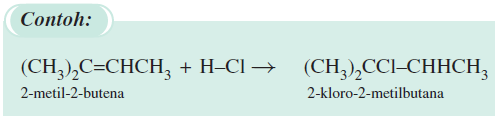 Contoh:
(CH₃)₂C=CHCH₃ + H–Cl → (CH₃)₂CCl–CHHCH₃
2-metil-2-butena 2-kloro-2-metilbutana